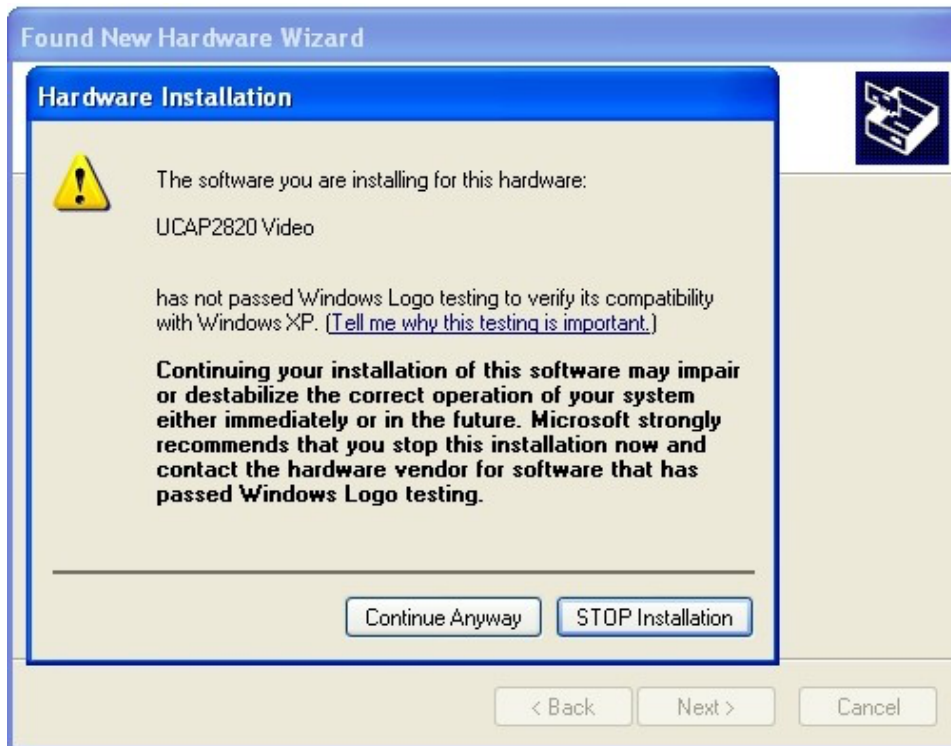 Found New Hardware Wizard
Hardware Installation
The software you are installing for this hardware:
UCAP2820 Video
has not passed Windows Logo testing to verify its compatibility
with Windows XP. (Tell me why this testing is important.)
Continuing your installation of this software may impair
or destabilize the correct operation of your system
either immediately or in the future. Microsoft strongly
recommends that you stop this installation now and
contact the hardware vendor for software that has
passed Windows Logo testing.
Continue Anyway
STOP Installation
< Back
Next >
Cancel